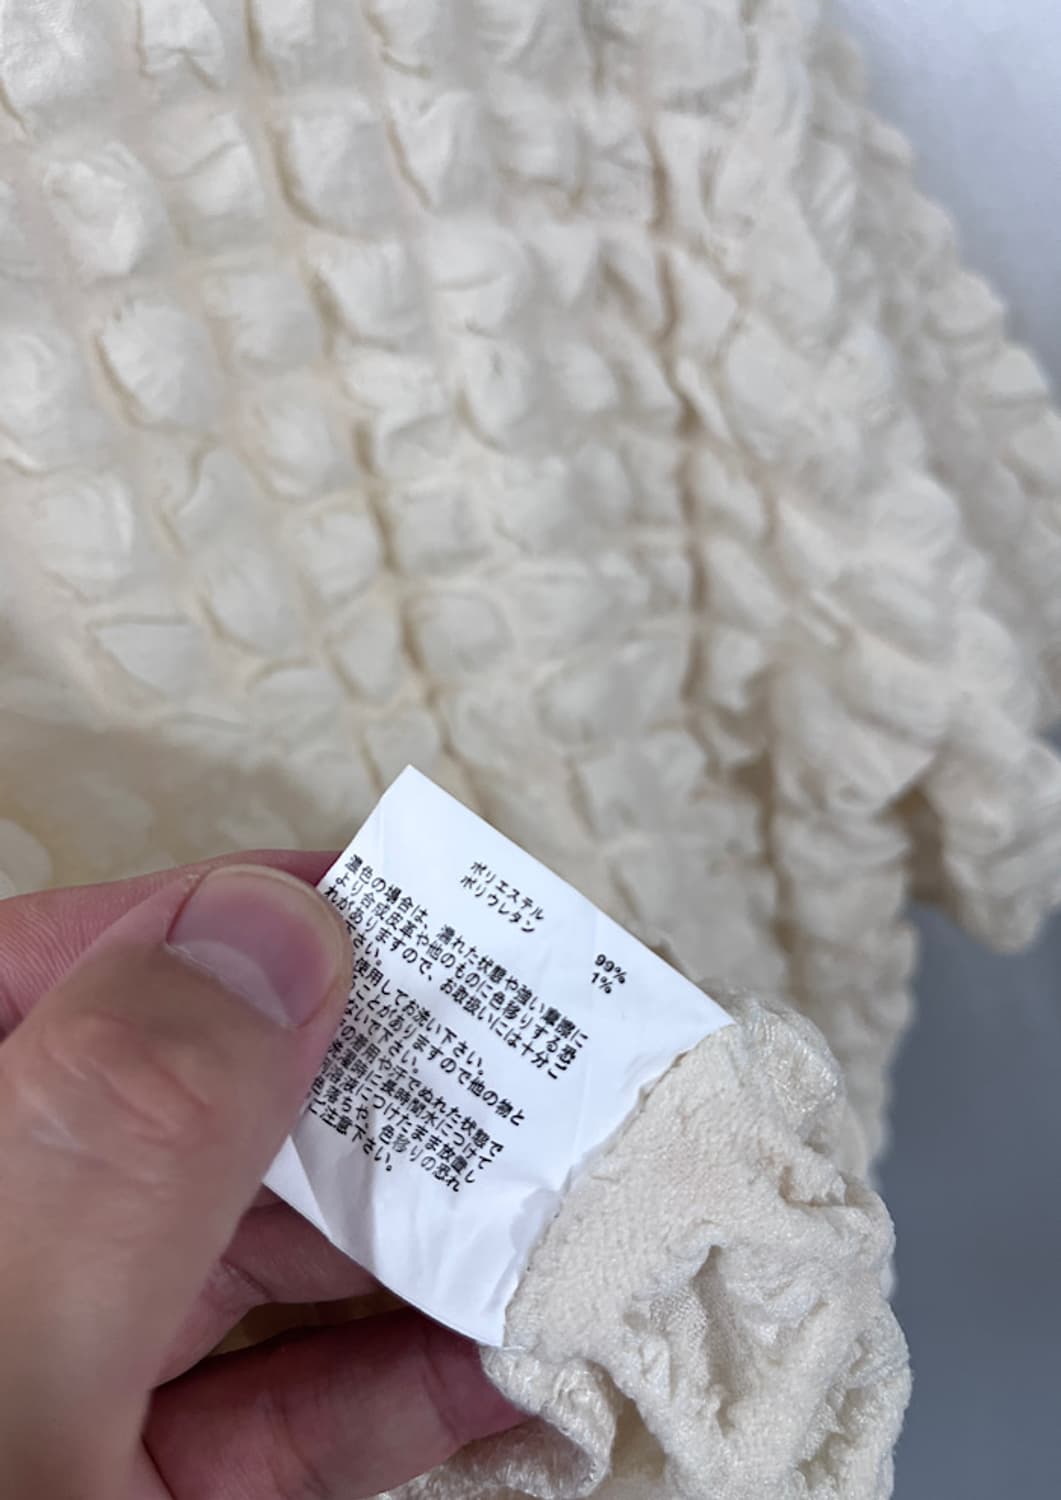 ポリエステル 99%
ポリウレタン 1%
濃色の場合は、濡れた状態や強い摩擦に
より合成皮革や他のものに色移りする恐
れがありますので、お取扱いには十分ご
さい。
使用してお洗い下さい。
ことがありますので他の物と
ないで下さい。
の着用や汗でぬれた状態で
洗濯時に長時間水につけて
液につけたまま放置し
色落ちや、色移りの恐れ
ご注意下さい。